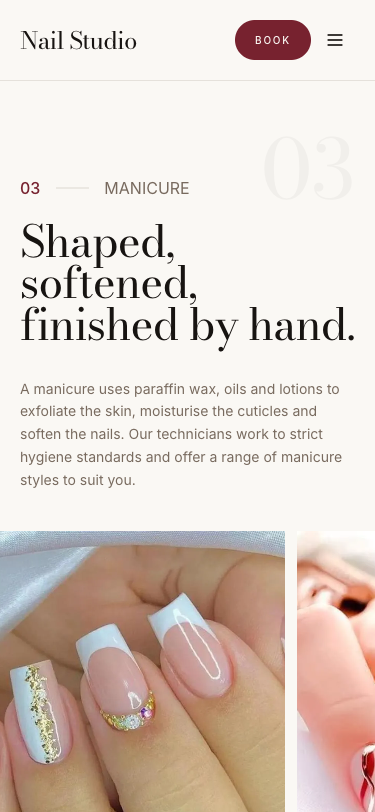 Nail Studio
BOOK
03
03 MANICURE
Shaped,
softened,
finished by hand.
A manicure uses paraffin wax, oils and lotions to
exfoliate the skin, moisturise the cuticles and
soften the nails. Our technicians work to strict
hygiene standards and offer a range of manicure
styles to suit you.